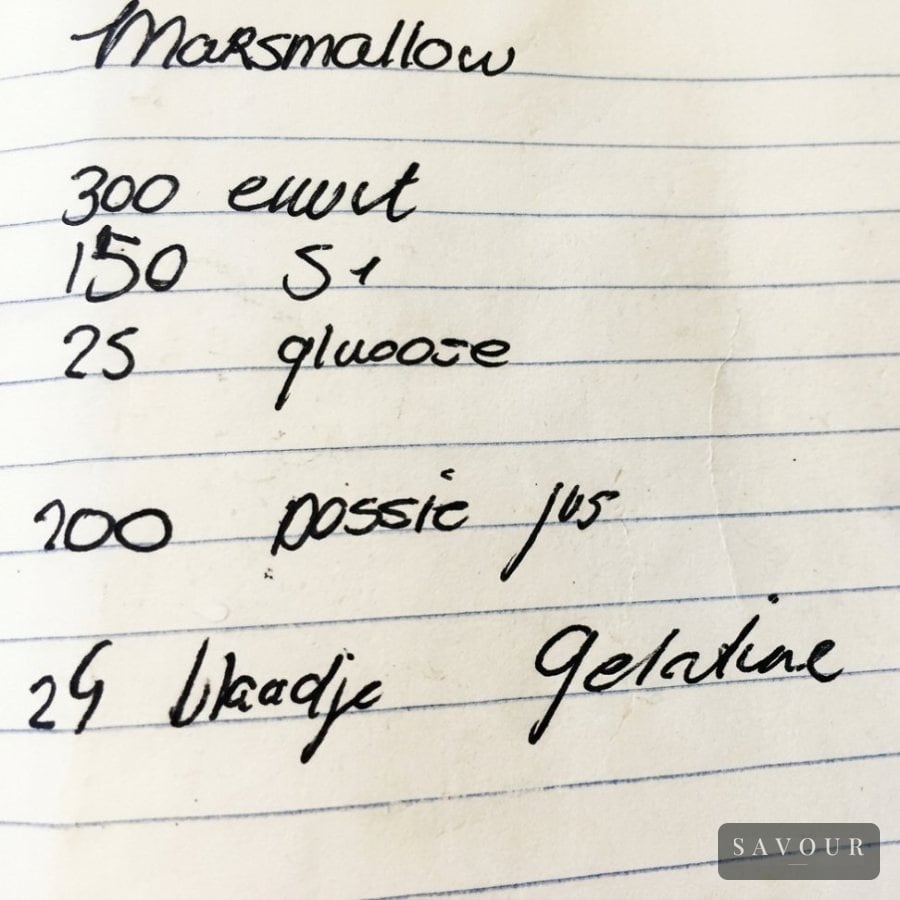 Marsmallow
300 eiwit
150 S1
25 glucose
200 passie jus
24 blaadje gelatine
SAVOUR